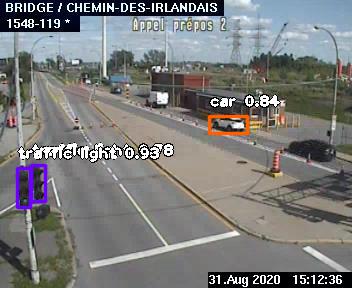 BRIDGE / CHEMIN-DES-IRLANDAIS
1548-119 *
Appel prépos 2
car 0.84
traffic light 0.93
31.Aug 2020 15:12:36